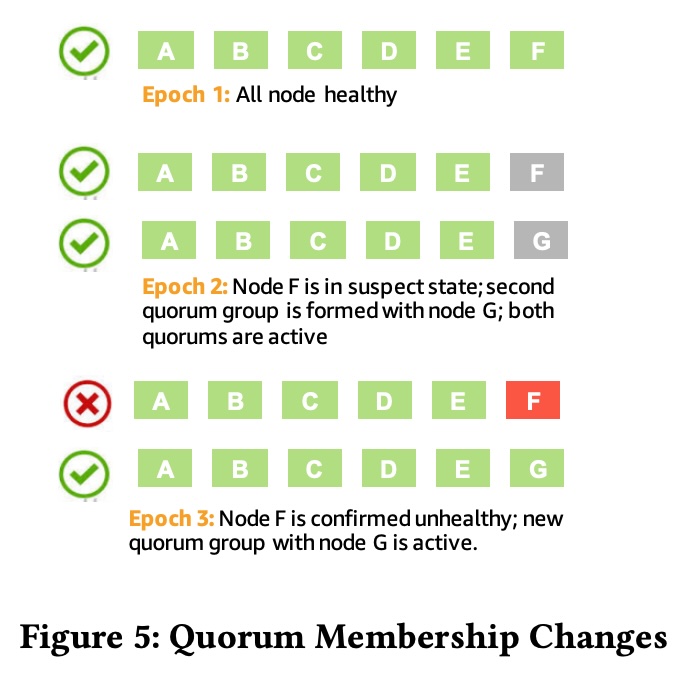 A B C D E F
Epoch 1: All node healthy
A B C D E F
A B C D E G
Epoch 2: Node F is in suspect state; second
quorum group is formed with node G; both
quorums are active
A B C D E F
A B C D E G
Epoch 3: Node F is confirmed unhealthy; new
quorum group with node G is active.
Figure 5: Quorum Membership Changes